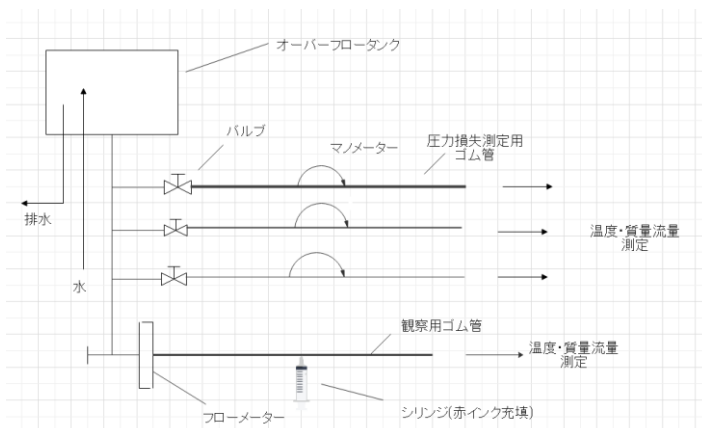 オーバーフロータンク
バルブ
マノメーター
圧力損失測定用
ゴム管
排水
温度・質量流量
測定
水
観察用ゴム管
温度・質量流量
測定
フローメーター
シリンジ(赤インク充填)